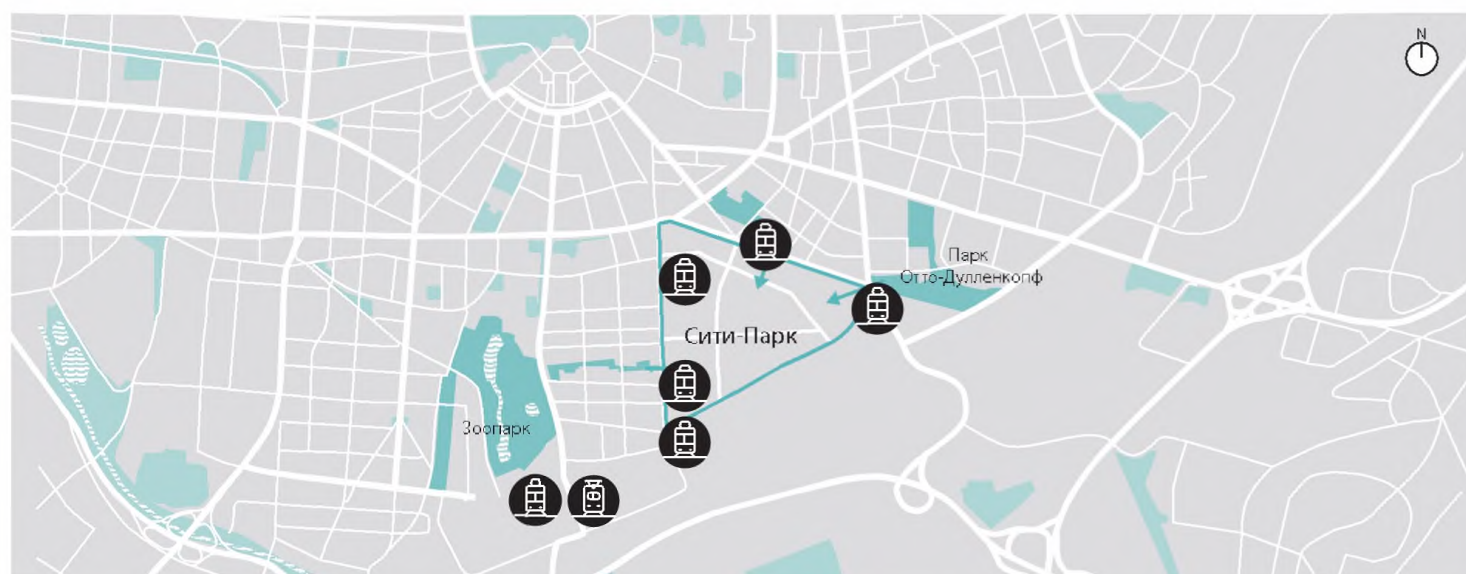 N
Парк
Отто-Дулленкопф
Сити-Парк
Зоопарк